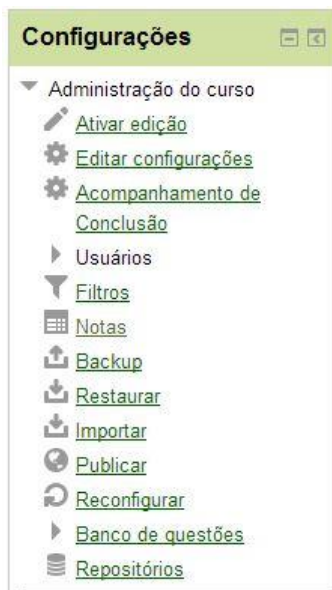 Configurações
Administração do curso
Ativar edição
Editar configurações
Acompanhamento de
Conclusão
Usuários
Filtros
Notas
Backup
Restaurar
Importar
Publicar
Reconfigurar
Banco de questões
Repositórios